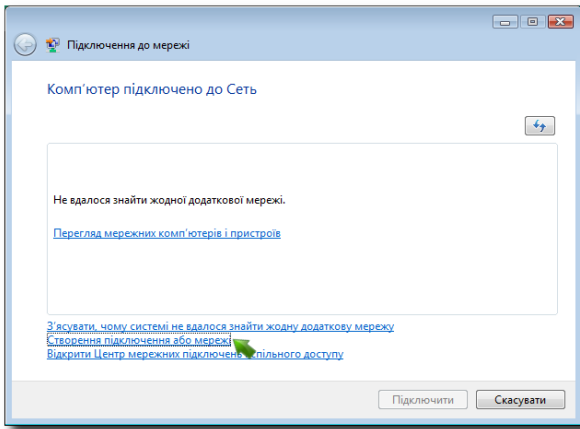 Підключення до мережі
Комп'ютер підключено до Сеть
Не вдалося знайти жодної додаткової мережі.
Перегляд мережних комп'ютерів і пристроїв
З'ясувати, чому системі не вдалося знайти жодну додаткову мережу
Створення підключення або мережі
Відкрити Центр мережних підключень спільного доступу
Підключити
Скасувати